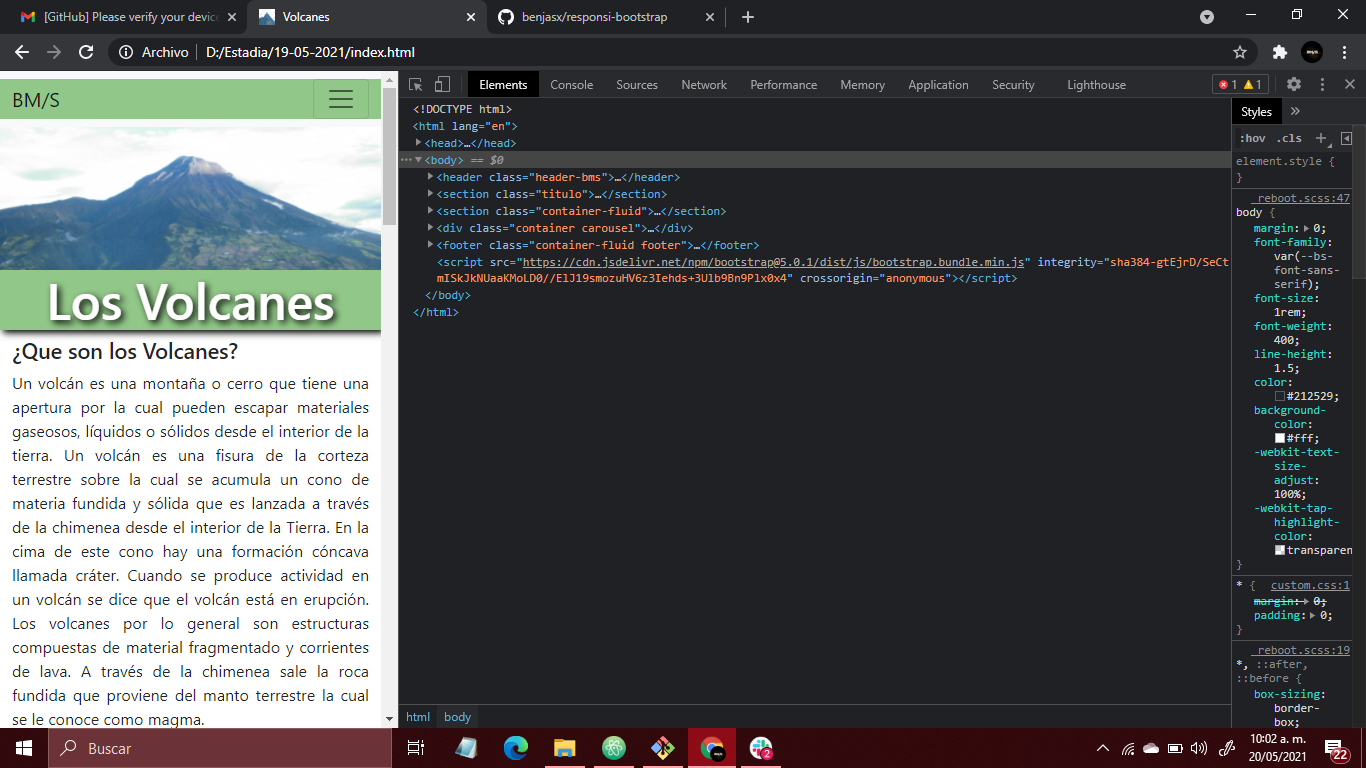 [GitHub] Please verify your device
Volcanes
benjasx/responsi-bootstrap
Archivo
D:/Estadia/19-05-2021/index.html
BM/S
Los Volcanes
¿Que son los Volcanes?
Un volcán es una montaña o cerro que tiene una
apertura por la cual pueden escapar materiales
gaseosos, líquidos o sólidos desde el interior de la
tierra. Un volcán es una fisura de la corteza
terrestre sobre la cual se acumula un cono de
materia fundida y sólida que es lanzada a través
de la chimenea desde el interior de la Tierra. En la
cima de este cono hay una formación cóncava
llamada cráter. Cuando se produce actividad en
un volcán se dice que el volcán está en erupción.
Los volcanes por lo general son estructuras
compuestas de material fragmentado y corrientes
de lava. A través de la chimenea sale la roca
fundida que proviene del manto terrestre la cual
se le conoce como magma.
Elements Console Sources Network Performance Memory Application Security Lighthouse 1 1
<!DOCTYPE html>
<html lang="en">
<head>…</head>
<body> == $0
<header class="header-bms">…</header>
<section class="titulo">…</section>
<section class="container-fluid">…</section>
<div class="container carousel">…</div>
<footer class="container-fluid footer">…</footer>
<script src="https://cdn.jsdelivr.net/npm/bootstrap@5.0.1/dist/js/bootstrap.bundle.min.js" integrity="sha384-gtEjrD/SeCt
mISkJkNUaaKMoLD0//ElJ19smozuHV6z3Iehds+3Ulb9Bn9Plx0x4" crossorigin="anonymous"></script>
</body>
</html>
html body
Styles »
:hov .cls +
element.style {
}
_reboot.scss:47
body {
margin: 0;
font-family:
var(--bs-
font-sans-
serif);
font-size:
1rem;
font-weight:
400;
line-height:
1.5;
color:
#212529;
background-
color:
#fff;
-webkit-text-
size-
adjust:
100%;
-webkit-tap-
highlight-
color:
transparen
}
* { custom.css:1
margin: 0;
padding: 0;
}
_reboot.scss:19
*, ::after,
::before {
box-sizing:
border-
box;
Buscar
2
10:02 a. m.
20/05/2021
22